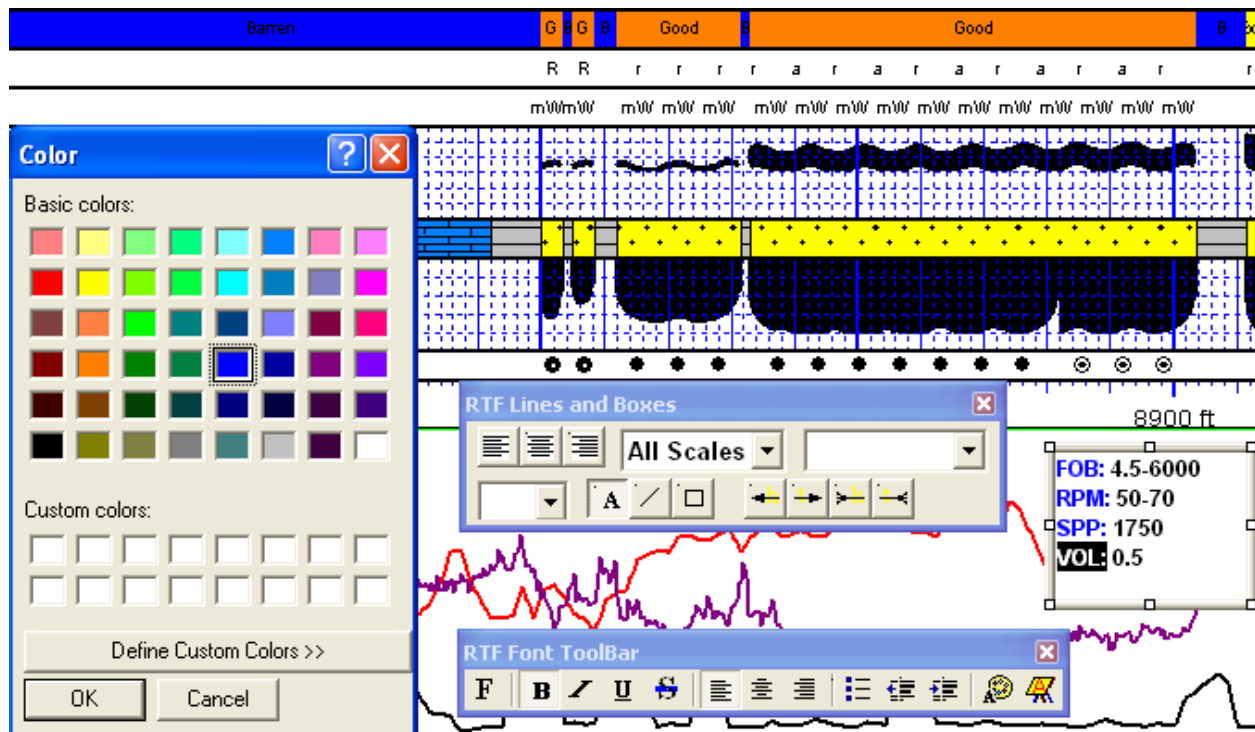 Barren G B G B Good B Good B
R R r r r r a r a r a r a r a r r
mW mW mW mW mW mW mW mW mW mW mW mW mW mW mW mW
Color
Basic colors:
Custom colors:
Define Custom Colors >>
OK Cancel
RTF Lines and Boxes
All Scales
A
8900 ft
FOB: 4.5-6000
RPM: 50-70
SPP: 1750
VOL: 0.5
RTF Font ToolBar
F B I U S